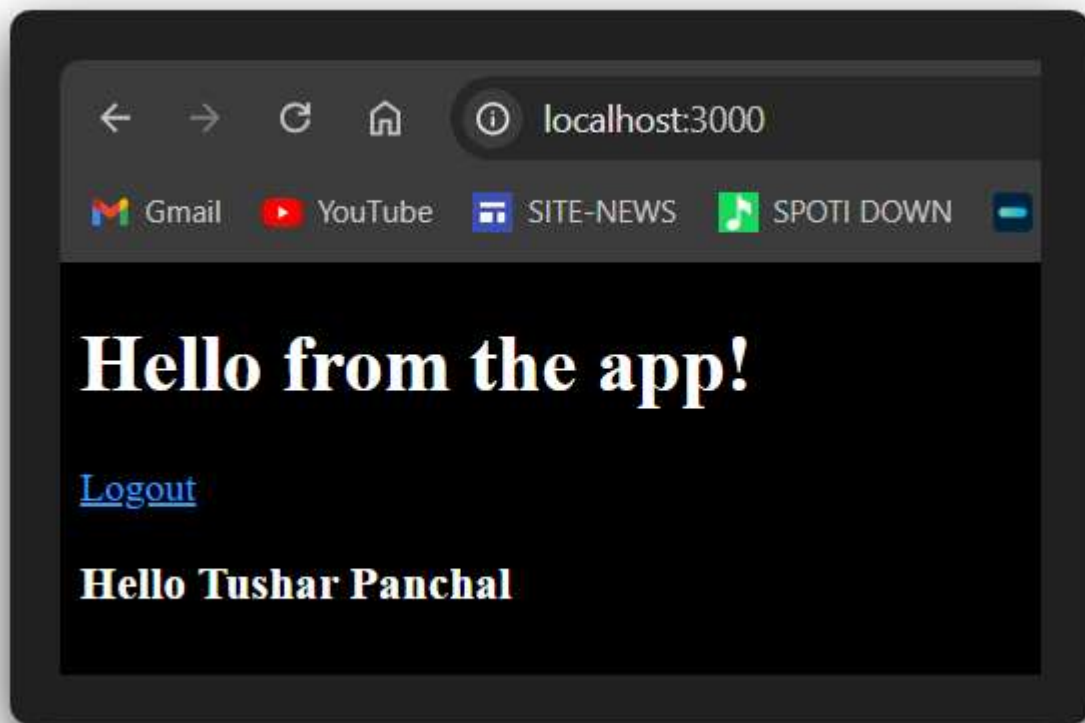 localhost:3000
Gmail YouTube SITE-NEWS SPOTI DOWN
Hello from the app!
Logout
Hello Tushar Panchal